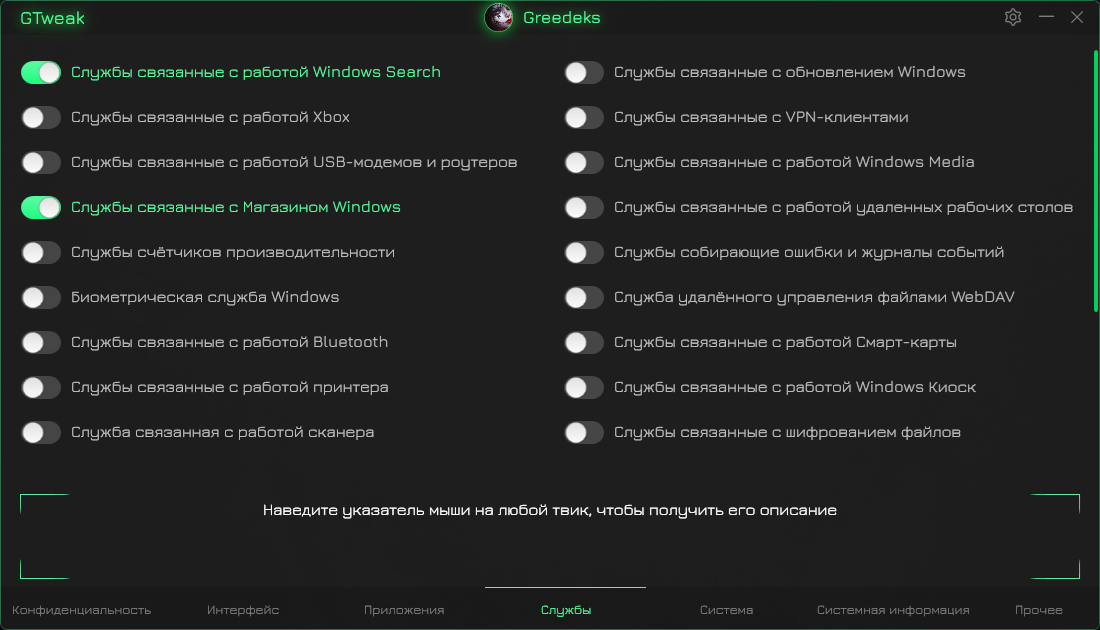 GTweak
Greedeks
Службы связанные с работой Windows Search
Службы связанные с обновлением Windows
Службы связанные с работой Xbox
Службы связанные с VPN-клиентами
Службы связанные с работой USB-модемов и роутеров
Службы связанные с работой Windows Media
Службы связанные с Магазином Windows
Службы связанные с работой удаленных рабочих столов
Службы счётчиков производительности
Службы собирающие ошибки и журналы событий
Биометрическая служба Windows
Служба удалённого управления файлами WebDAV
Службы связанные с работой Bluetooth
Службы связанные с работой Смарт-карты
Службы связанные с работой принтера
Службы связанные с работой Windows Киоск
Служба связанная с работой сканера
Службы связанные с шифрованием файлов
Наведите указатель мыши на любой твик, чтобы получить его описание
Конфиденциальность
Интерфейс
Приложения
Службы
Система
Системная информация
Прочее